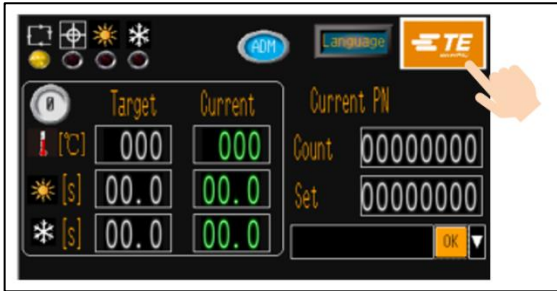 ADM
Language
TE
0
Target Current
Current PN
[℃] 000 000
Count 00000000
[s] 00.0 00.0
Set 00000000
[s] 00.0 00.0
OK